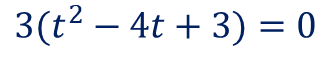 3(t² − 4t + 3) = 0